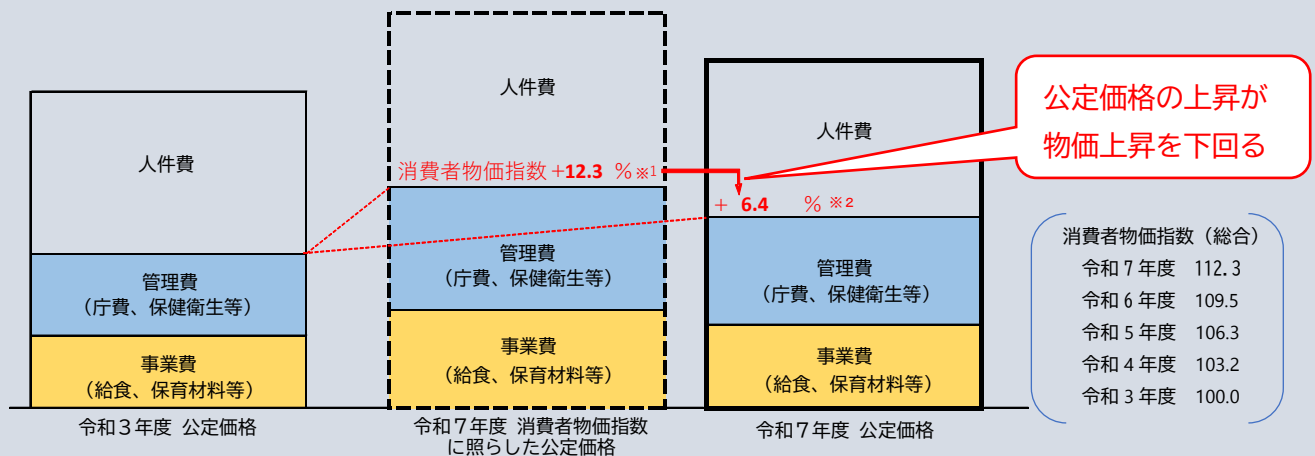 人件費
管理費
（庁費、保健衛生等）
事業費
（給食、保育材料等）
令和３年度 公定価格
人件費
消費者物価指数＋12.3 ％※1
管理費
（庁費、保健衛生等）
事業費
（給食、保育材料等）
令和７年度 消費者物価指数
に照らした公定価格
人件費
＋ 6.4 ％ ※2
管理費
（庁費、保健衛生等）
事業費
（給食、保育材料等）
令和７年度 公定価格
公定価格の上昇が
物価上昇を下回る
消費者物価指数（総合）
令和７年度 112.3
令和６年度 109.5
令和５年度 106.3
令和４年度 103.2
令和３年度 100.0